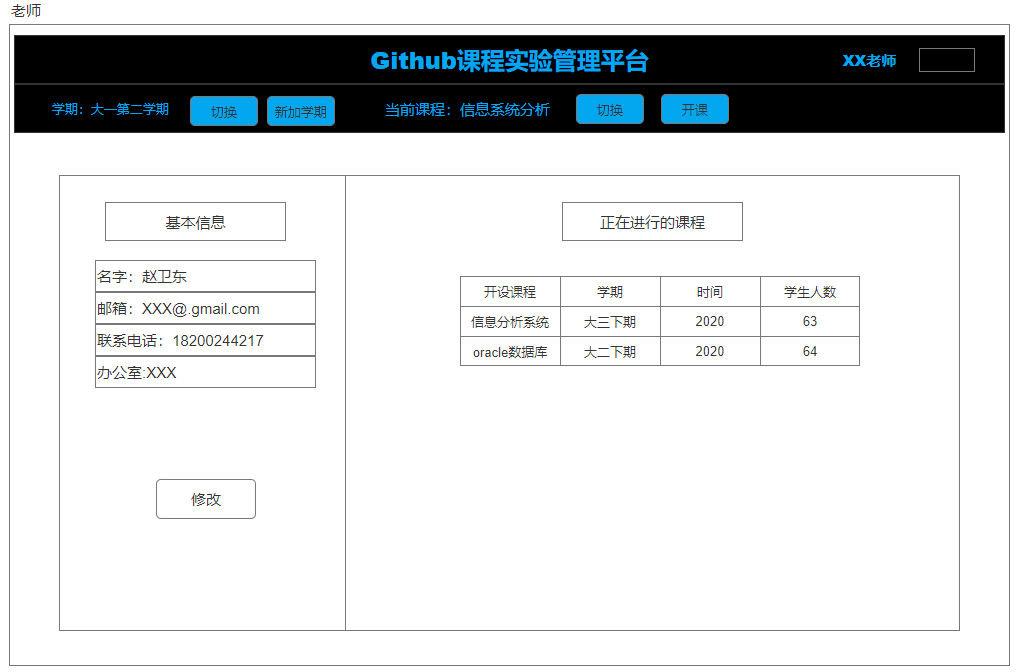 老师
Github课程实验管理平台
XX老师
学期：大一第二学期 切换 新加学期 当前课程：信息系统分析 切换 开课
基本信息
名字：赵卫东
邮箱：XXX@.gmail.com
联系电话：18200244217
办公室:XXX
修改
正在进行的课程
开设课程 学期 时间 学生人数
信息分析系统 大三下期 2020 63
oracle数据库 大二下期 2020 64